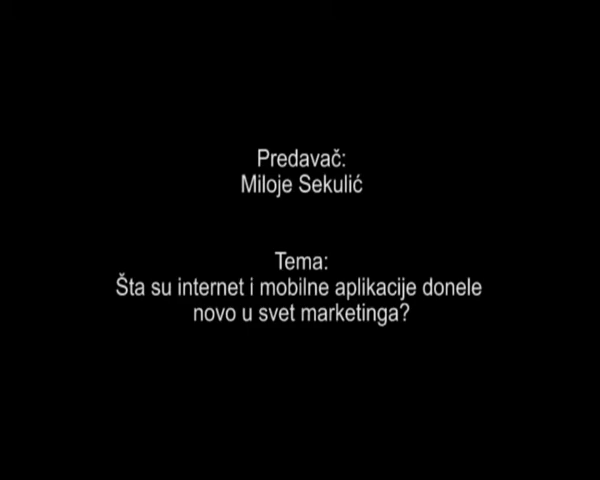 Predavač:
Miloje Sekulić
Tema:
Šta su internet i mobilne aplikacije donele
novo u svet marketinga?